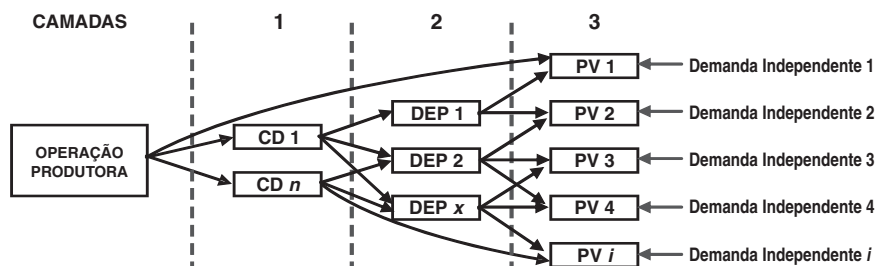 CAMADAS 1 2 3
PV 1 Demanda Independente 1
DEP 1 PV 2 Demanda Independente 2
OPERAÇÃO
PRODUTORA
CD 1
DEP 2 PV 3 Demanda Independente 3
CD n
DEP x PV 4 Demanda Independente 4
PV i Demanda Independente i